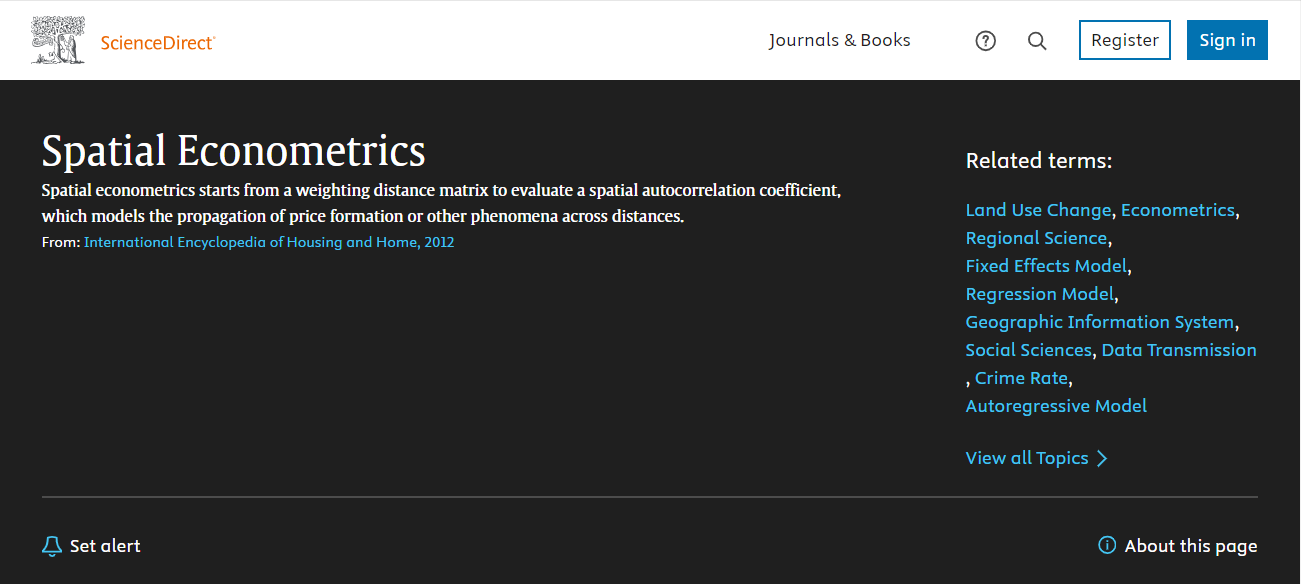 ScienceDirect
Journals & Books
Register
Sign in
Spatial Econometrics
Spatial econometrics starts from a weighting distance matrix to evaluate a spatial autocorrelation coefficient,
which models the propagation of price formation or other phenomena across distances.
From: International Encyclopedia of Housing and Home, 2012
Related terms:
Land Use Change, Econometrics,
Regional Science,
Fixed Effects Model,
Regression Model,
Geographic Information System,
Social Sciences, Data Transmission
, Crime Rate,
Autoregressive Model
View all Topics
Set alert
About this page